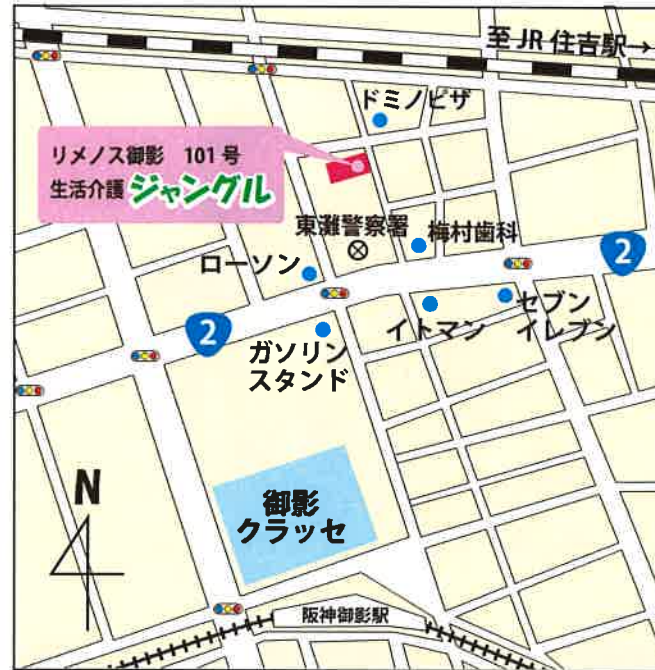 至 JR 住吉駅→
ドミノピザ
リメノス御影 101 号
生活介護 ジャングル
東灘警察署
梅村歯科
ローソン
2
2
セブン
イレブン
イトマン
ガソリン
スタンド
御影
クラッセ
N
阪神御影駅